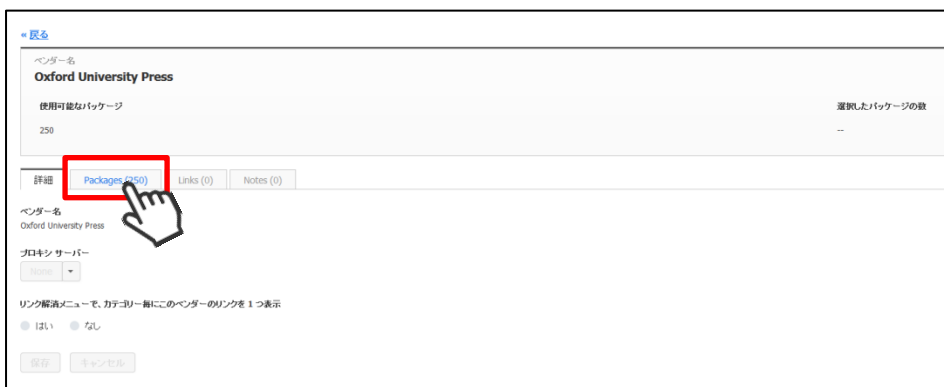 « 戻る
ベンダー名
Oxford University Press
使用可能なパッケージ 選択したパッケージの数
250 --
詳細 Packages (250) Links (0) Notes (0)
ベンダー名
Oxford University Press
プロキシ サーバー
None
リンク解消メニューで、カテゴリー毎にこのベンダーのリンクを 1 つ表示
はい なし
保存 キャンセル